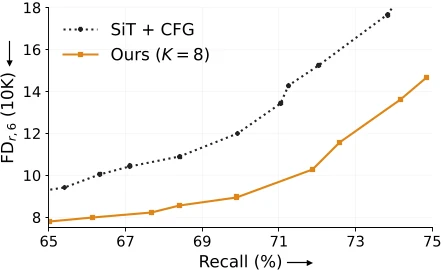 18
16
14
12
10
8
FD_{r,6} (10K) ⟶
SiT + CFG
Ours (K = 8)
65 67 69 71 73 75
Recall (%) ⟶